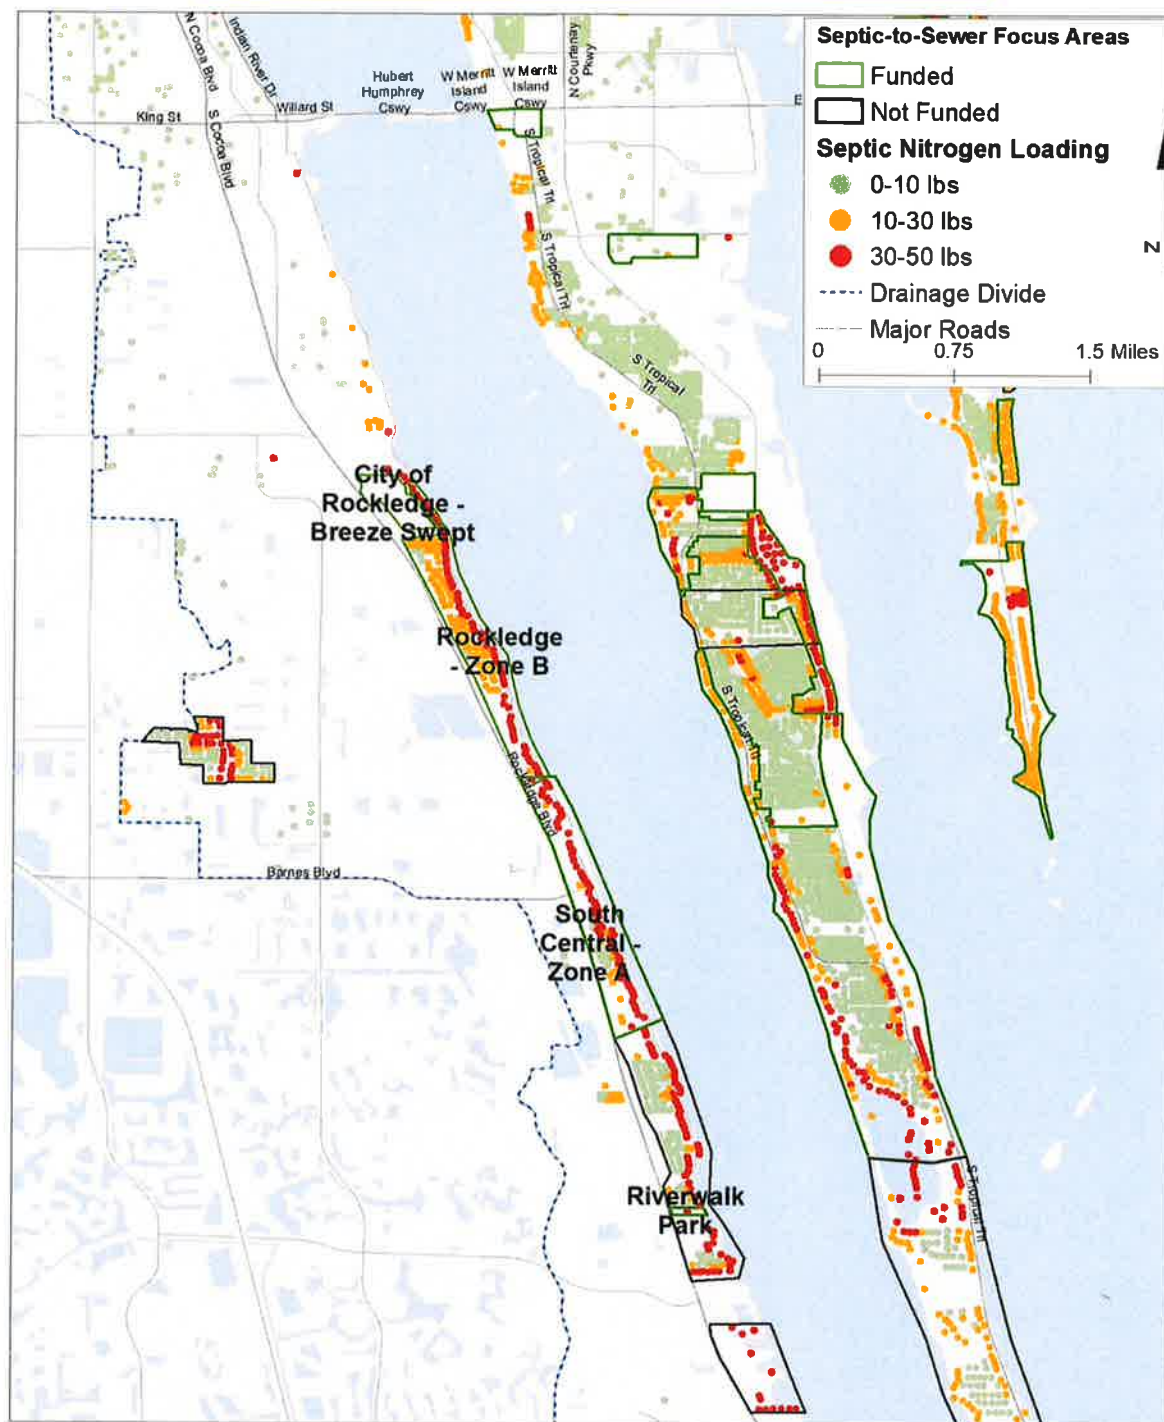 Septic-to-Sewer Focus Areas
Funded
Not Funded
Septic Nitrogen Loading
0-10 lbs
10-30 lbs
30-50 lbs
Drainage Divide
Major Roads
0 0.75 1.5 Miles
N
N Cocoa Blvd
Indian River Dr
Hubert
Humphrey
Cswy
W Merritt
Island
Cswy
W Merritt
Island
Cswy
N Courtenay
Pkwy
E
King St
Willard St
S Cocoa Blvd
S Tropical Trl
S Tropical Trl
S Tropical
Trl
City of
Rockledge -
Breeze Swept
Rockledge
- Zone B
S Tropical Trl
Rockledge Blvd
Barnes Blvd
South
Central -
Zone A
Riverwalk
Park
S Tropical Trl